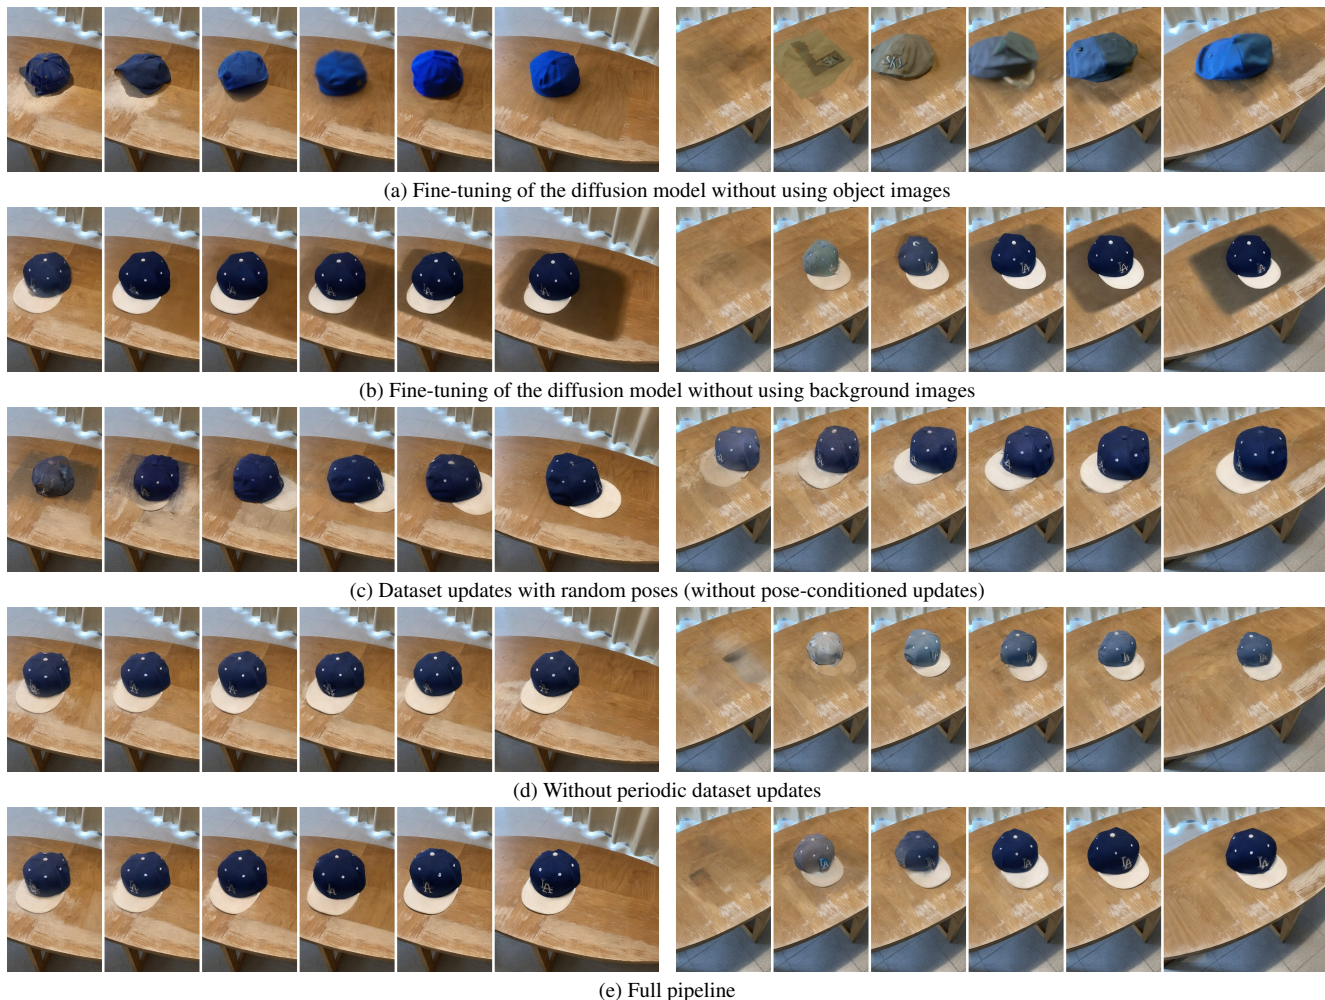 (a) Fine-tuning of the diffusion model without using object images
(b) Fine-tuning of the diffusion model without using background images
(c) Dataset updates with random poses (without pose-conditioned updates)
(d) Without periodic dataset updates
(e) Full pipeline